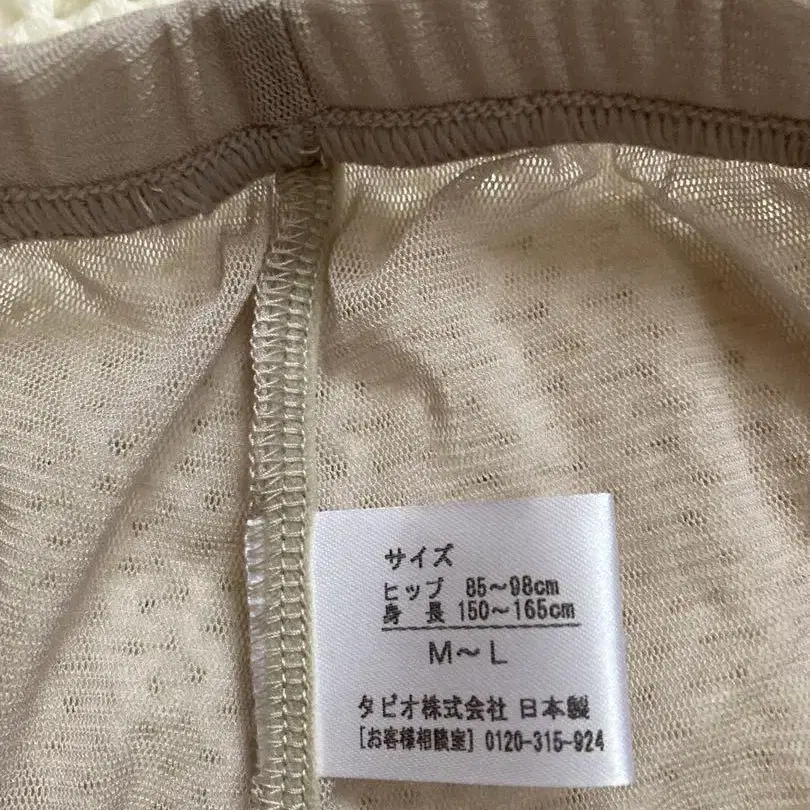 サイズ
ヒップ 85～98cm
身長 150～165cm
M～L
タビオ株式会社 日本製
[お客様相談室] 0120-315-924